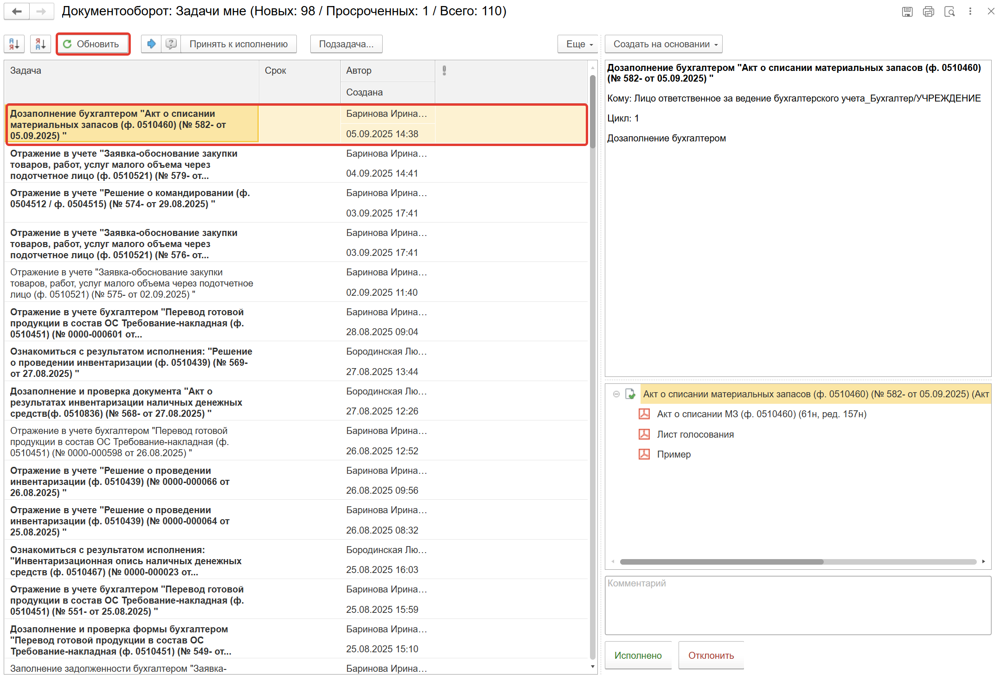 Документооборот: Задачи мне (Новых: 98 / Просроченных: 1 / Всего: 110)
Обновить
Принять к исполнению
Подзадача...
Еще
Создать на основании
Задача
Срок
Автор
Создана
Дозаполнение бухгалтером "Акт о списании
материальных запасов (ф. 0510460) (№ 582- от
05.09.2025) "
Баринова Ирина...
05.09.2025 14:38
Отражение в учете "Заявка-обоснование закупки
товаров, работ, услуг малого объема через
подотчетное лицо (ф. 0510521) (№ 579- от...
Баринова Ирина...
04.09.2025 14:41
Отражение в учете "Решение о командировании (ф.
0504512 / ф. 0504515) (№ 574- от 29.08.2025) "
Баринова Ирина...
03.09.2025 17:41
Отражение в учете "Заявка-обоснование закупки
товаров, работ, услуг малого объема через
подотчетное лицо (ф. 0510521) (№ 576- от...
Баринова Ирина...
03.09.2025 17:41
Отражение в учете "Заявка-обоснование закупки
товаров, работ, услуг малого объема через подотчетное
лицо (ф. 0510521) (№ 575- от 02.09.2025) "
Баринова Ирина...
02.09.2025 11:40
Отражение в учете бухгалтером "Перевод готовой
продукции в состав ОС Требование-накладная (ф.
0510451) (№ 0000-000601 от...
Баринова Ирина...
28.08.2025 09:04
Ознакомиться с результатом исполнения: "Решение
о проведении инвентаризации (ф. 0510439) (№ 569-
от 27.08.2025) "
Бородинская Лю...
27.08.2025 13:44
Дозаполнение и проверка документа "Акт о
результатах инвентаризации наличных денежных
средств(ф. 0510836) (№ 568- от 27.08.2025) "
Бородинская Лю...
27.08.2025 12:26
Отражение в учете бухгалтером "Перевод готовой
продукции в состав ОС Требование-накладная (ф.
0510451) (№ 0000-000598 от 26.08.2025) "
Баринова Ирина...
26.08.2025 12:52
Отражение в учете "Решение о проведении
инвентаризации (ф. 0510439) (№ 0000-000066 от
26.08.2025) "
Баринова Ирина...
26.08.2025 09:56
Отражение в учете "Решение о проведении
инвентаризации (ф. 0510439) (№ 0000-000064 от
25.08.2025) "
Баринова Ирина...
26.08.2025 08:32
Ознакомиться с результатом исполнения:
"Инвентаризационная опись наличных денежных
средств (ф. 0510467) (№ 0000-000023 от...
Бородинская Лю...
25.08.2025 16:03
Отражение в учете бухгалтером "Перевод готовой
продукции в состав ОС Требование-накладная (ф.
0510451) (№ 551- от 25.08.2025) "
Баринова Ирина...
25.08.2025 15:59
Дозаполнение и проверка формы бухгалтером
"Перевод готовой продукции в состав ОС
Требование-накладная (ф. 0510451) (№ 549- от...
Баринова Ирина...
25.08.2025 15:10
Заполнение задолженности бухгалтером "Заявка-
Баринова Ирина...
Дозаполнение бухгалтером "Акт о списании материальных запасов (ф. 0510460)
(№ 582- от 05.09.2025) "
Кому: Лицо ответственное за ведение бухгалтерского учета_Бухгалтер/УЧРЕЖДЕНИЕ
Цикл: 1
Дозаполнение бухгалтером
Акт о списании материальных запасов (ф. 0510460) (№ 582- от 05.09.2025) (Акт
Акт о списании МЗ (ф. 0510460) (61н, ред. 157н)
Лист голосования
Пример
Комментарий
Исполнено
Отклонить